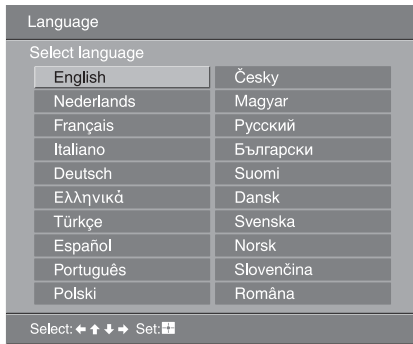 Language
Select language
English Česky
Nederlands Magyar
Français Русский
Italiano Български
Deutsch Suomi
Ελληνικά Dansk
Türkçe Svenska
Español Norsk
Português Slovenčina
Polski Româna
Select: ← ↑ ↓ → Set: